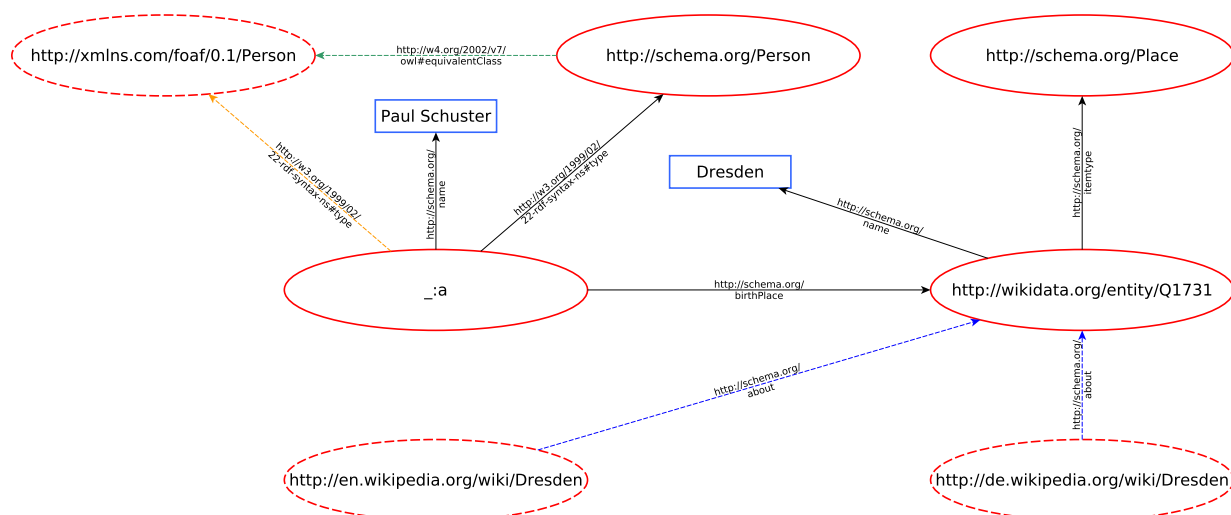 http://xmlns.com/foaf/0.1/Person
http://w4.org/2002/v7/
owl#equivalentClass
http://schema.org/Person
http://schema.org/Place
Paul Schuster
Dresden
http://w3.org/1999/02/
22-rdf-syntax-ns#type
http://schema.org/
name
http://w3.org/1999/02/
22-rdf-syntax-ns#type
http://schema.org/
name
http://schema.org/
itemtype
_:a
http://schema.org/
birthPlace
http://wikidata.org/entity/Q1731
http://schema.org/
about
http://schema.org/
about
http://en.wikipedia.org/wiki/Dresden
http://de.wikipedia.org/wiki/Dresden